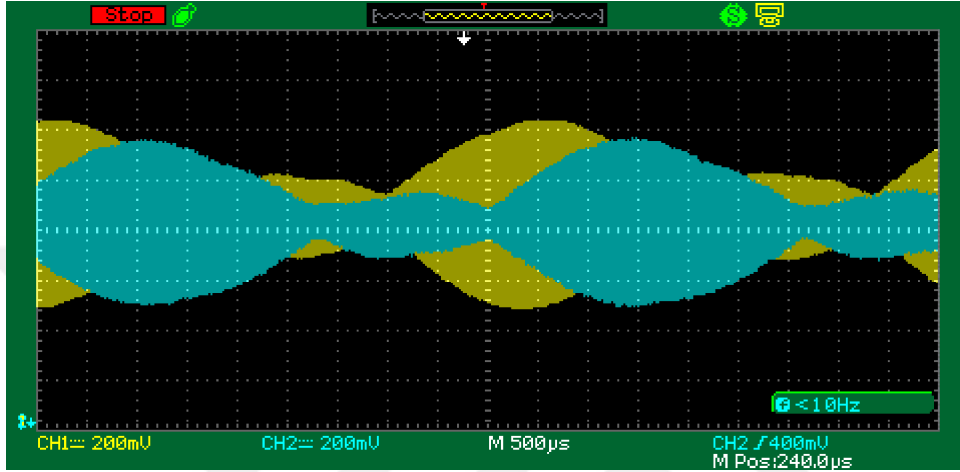 Stop
S
f <10Hz
CH1 200mV CH2 200mV M 500µs CH2 400mV
M Pos:240.0µs